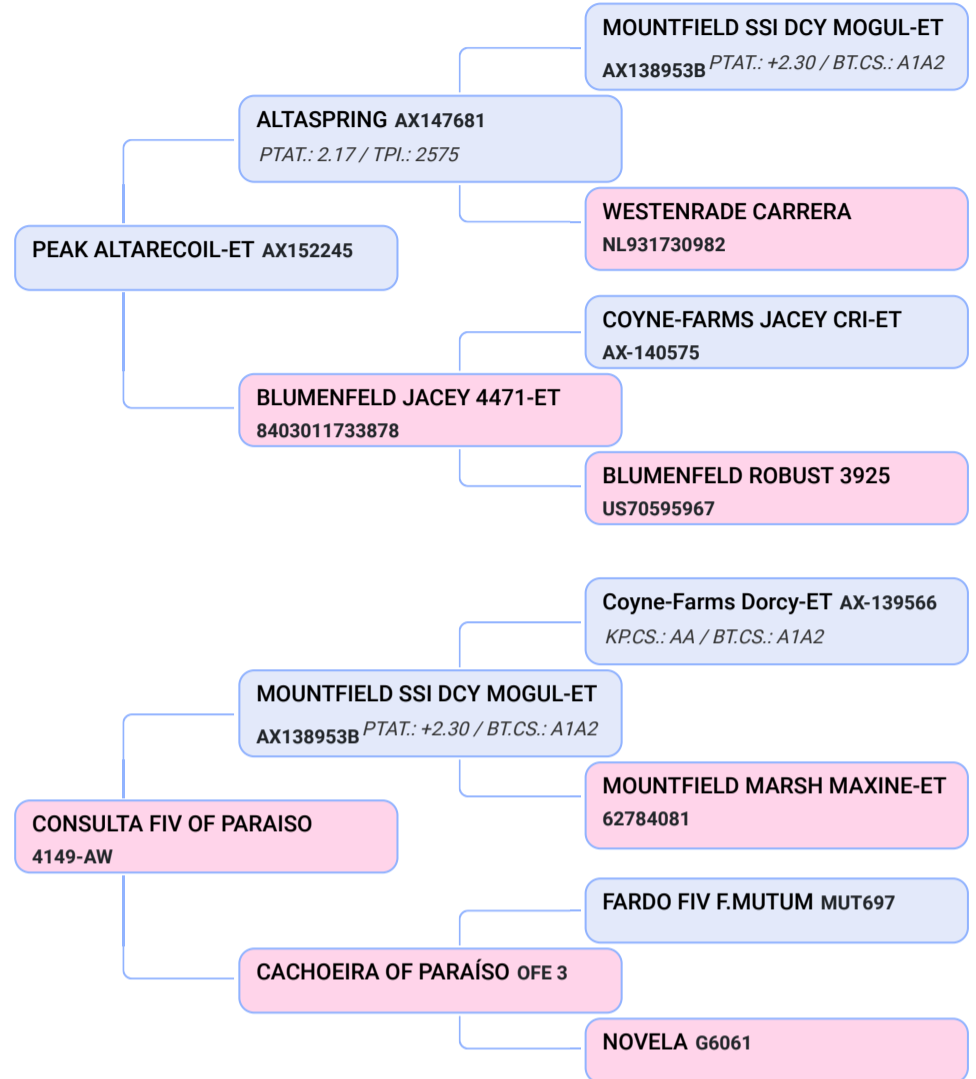 MOUNTFIELD SSI DCY MOGUL-ET
AX138953B PTAT.: +2.30 / BT.CS.: A1A2
ALTASPRING AX147681
PTAT.: 2.17 / TPI.: 2575
WESTENRADE CARRERA
NL931730982
PEAK ALTARECOIL-ET AX152245
COYNE-FARMS JACEY CRI-ET
AX-140575
BLUMENFELD JACEY 4471-ET
8403011733878
BLUMENFELD ROBUST 3925
US70595967
Coyne-Farms Dorcy-ET AX-139566
KP.CS.: AA / BT.CS.: A1A2
MOUNTFIELD SSI DCY MOGUL-ET
AX138953B PTAT.: +2.30 / BT.CS.: A1A2
MOUNTFIELD MARSH MAXINE-ET
62784081
CONSULTA FIV OF PARAISO
4149-AW
FARDO FIV F.MUTUM MUT697
CACHOEIRA OF PARAÍSO OFE 3
NOVELA G6061